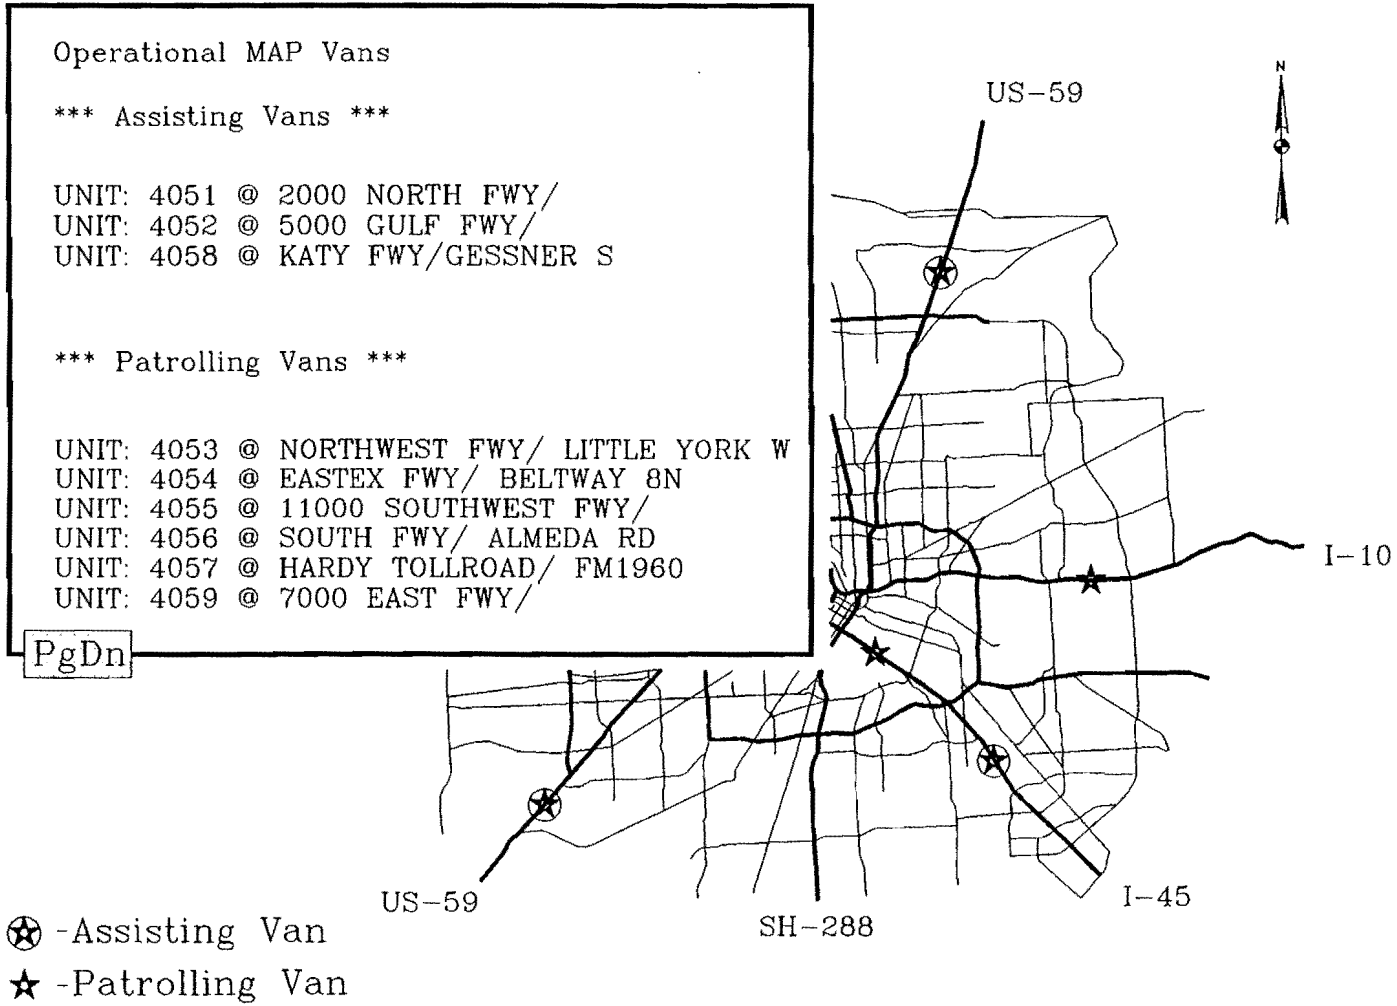 Operational MAP Vans
*** Assisting Vans ***
UNIT: 4051 @ 2000 NORTH FWY/
UNIT: 4052 @ 5000 GULF FWY/
UNIT: 4058 @ KATY FWY/GESSNER S
*** Patrolling Vans ***
UNIT: 4053 @ NORTHWEST FWY/ LITTLE YORK W
UNIT: 4054 @ EASTEX FWY/ BELTWAY 8N
UNIT: 4055 @ 11000 SOUTHWEST FWY/
UNIT: 4056 @ SOUTH FWY/ ALMEDA RD
UNIT: 4057 @ HARDY TOLLROAD/ FM1960
UNIT: 4059 @ 7000 EAST FWY/
PgDn
N
US-59
I-10
US-59
SH-288
I-45
-Assisting Van
-Patrolling Van